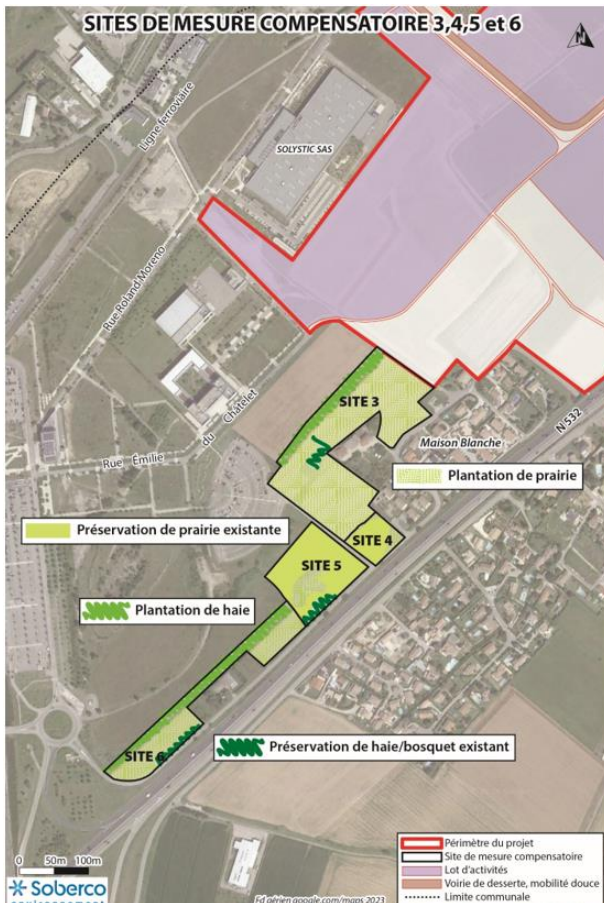 SITES DE MESURE COMPENSATOIRE 3,4,5 et 6
N
Ligne ferroviaire
SOLYSTIC SAS
Rue Roland Moreno
Rue Émilie du Châtelet
SITE 3
Maison Blanche
N 532
Plantation de prairie
Préservation de prairie existante
SITE 4
SITE 5
Plantation de haie
Préservation de haie/bosquet existant
SITE 6
0 50m 100m
Soberco
environnement
Fd aérien google.com/maps 2023
Périmètre du projet
Site de mesure compensatoire
Lot d'activités
Voirie de desserte, mobilité douce
Limite communale